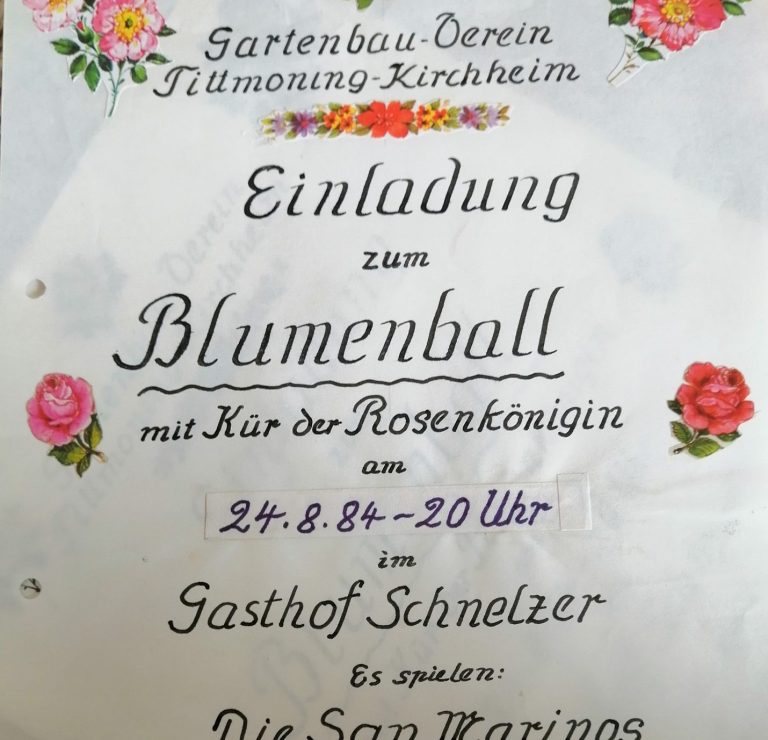 Gartenbau-Verein
Tittmoning-Kirchheim
Einladung
zum
Blumenball
mit Kür der Rosenkönigin
am
24.8.84-20 Uhr
im
Gasthof Schnelzer
Es spielen:
Die San Marinos